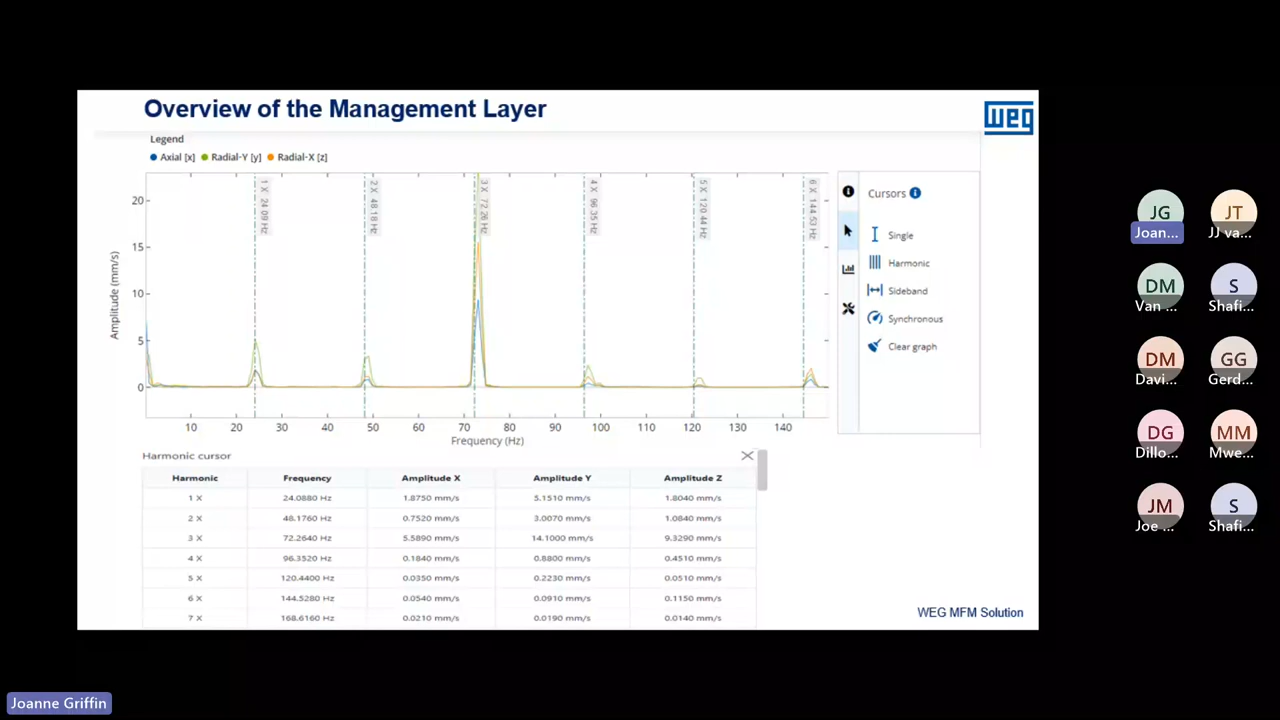 Overview of the Management Layer
weg
Legend
Axial [x] Radial-Y [y] Radial-X [z]
1 X 24.09 Hz
2 X 48.18 Hz
3 X 72.26 Hz
4 X 96.35 Hz
5 X 120.44 Hz
6 X 144.53 Hz
20
15
10
5
0
Amplitude (mm/s)
10 20 30 40 50 60 70 80 90 100 110 120 130 140
Frequency (Hz)
Cursors
Single
Harmonic
Sideband
Synchronous
Clear graph
Harmonic cursor
Harmonic Frequency Amplitude X Amplitude Y Amplitude Z
1 X 24.0880 Hz 1.8750 mm/s 5.1510 mm/s 1.8040 mm/s
2 X 48.1760 Hz 0.7520 mm/s 3.0070 mm/s 1.0840 mm/s
3 X 72.2640 Hz 5.5890 mm/s 14.1000 mm/s 9.3290 mm/s
4 X 96.3520 Hz 0.1840 mm/s 0.8800 mm/s 0.4510 mm/s
5 X 120.4400 Hz 0.0350 mm/s 0.2230 mm/s 0.0510 mm/s
6 X 144.5280 Hz 0.0540 mm/s 0.0910 mm/s 0.1150 mm/s
7 X 168.6160 Hz 0.0210 mm/s 0.0190 mm/s 0.0140 mm/s
WEG MFM Solution
JG JT
Joan... JJ va...
DM S
Van ... Shafi...
DM GG
Davi... Gerd...
DG MM
Dillo... Mwe...
JM S
Joe ... Shafi...
Joanne Griffin